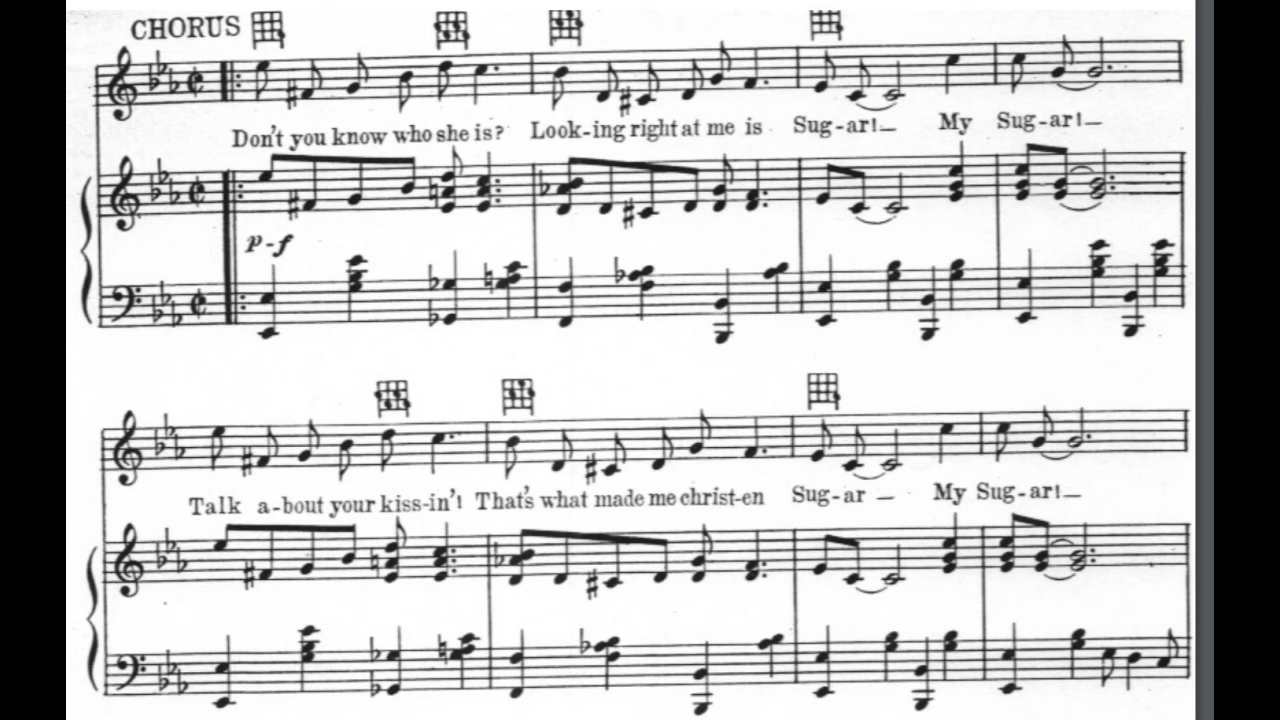 CHORUS
Don't you know who she is? Look-ing right at me is Sug-ar! My Sug-ar!
p-f
Talk a-bout your kiss-in'! That's what made me christ-en Sug-ar My Sug-ar!